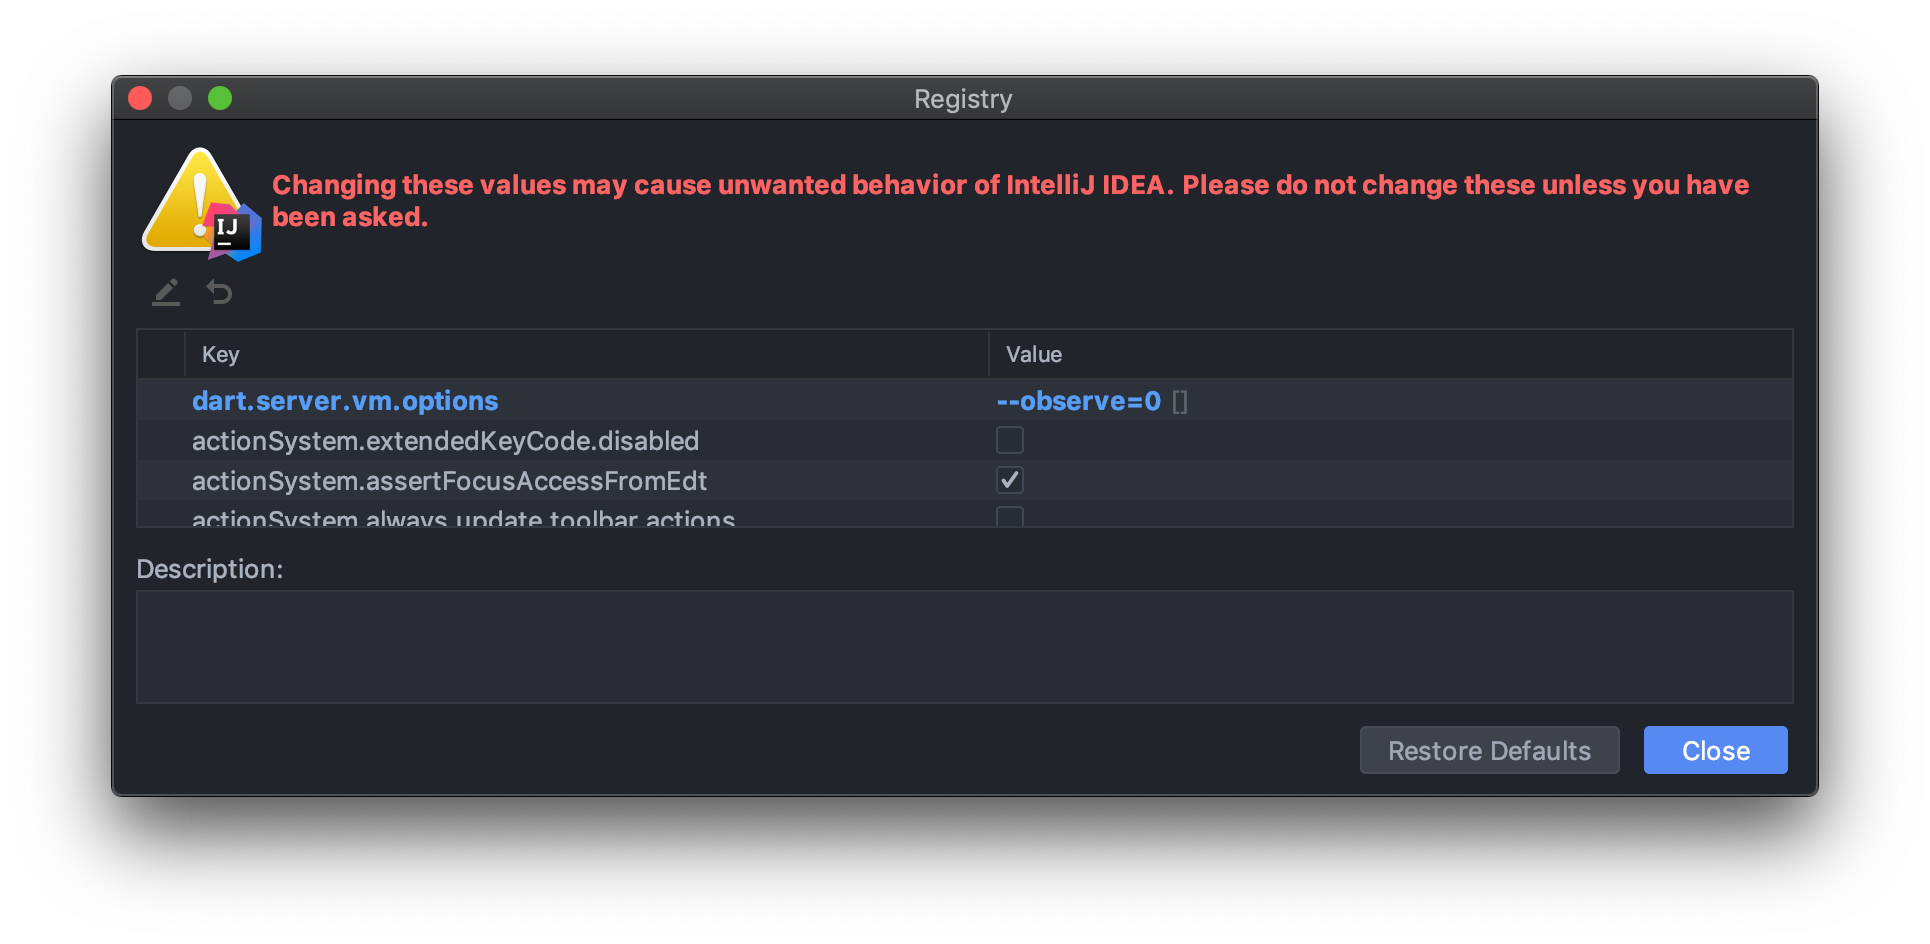 Registry
Changing these values may cause unwanted behavior of IntelliJ IDEA. Please do not change these unless you have
been asked.
IJ
Key Value
dart.server.vm.options --observe=0 []
actionSystem.extendedKeyCode.disabled
actionSystem.assertFocusAccessFromEdt
actionSystem.always.update.toolbar.actions
Description:
Restore Defaults Close